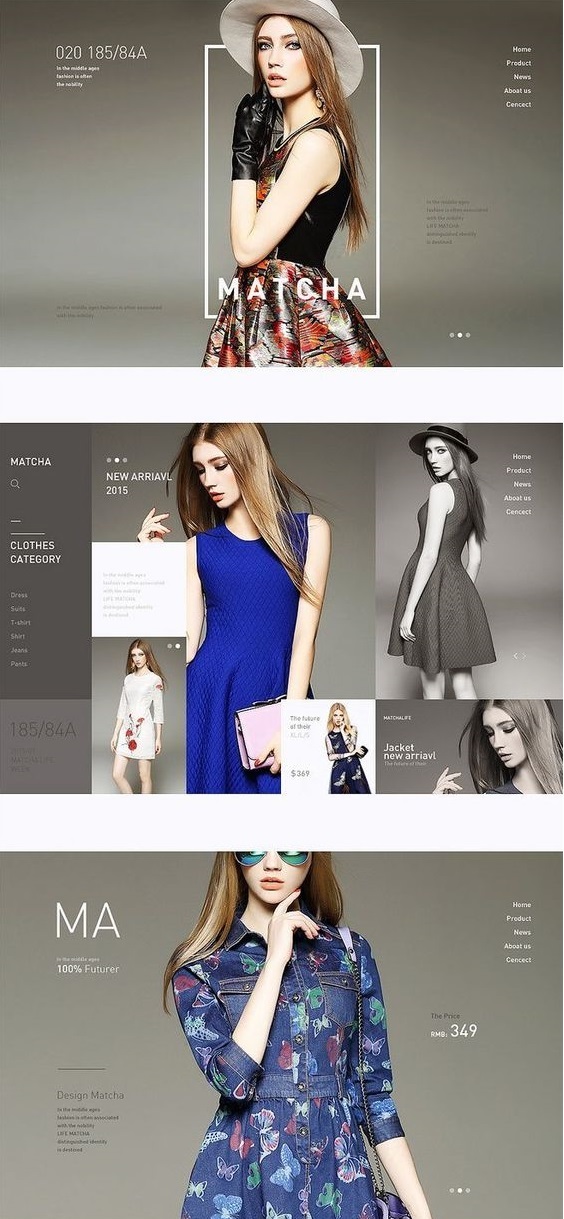 020 185/84A
In the middle ages
fashion is often
the nobility
Home
Product
News
About us
Cencect
In the middle ages
fashion is often associated
with the nobility
LIFE MATCHA
distinguished identity
is destined
MATCHA
In the middle ages fashion is often associated
with the nobility
MATCHA
CLOTHES
CATEGORY
Dress
Suits
T-shirt
Shirt
Jeans
Pants
185/84A
MATCHA LIFE
NEW ARRIAVL
2015
In the middle ages
fashion is often associated
with the nobility
LIFE MATCHA
distinguished identity
is destined
The future
of their
XL/L/S
$369
Home
Product
News
About us
Cencect
MATCHALIFE
Jacket
new arriavl
The future of their
MA
In the middle ages
100% Futurer
Home
Product
News
About us
Cencect
The Price
RMB: 349
Design Matcha
In the middle ages
fashion is often associated
with the nobility
LIFE MATCHA
distinguished identity
is destined